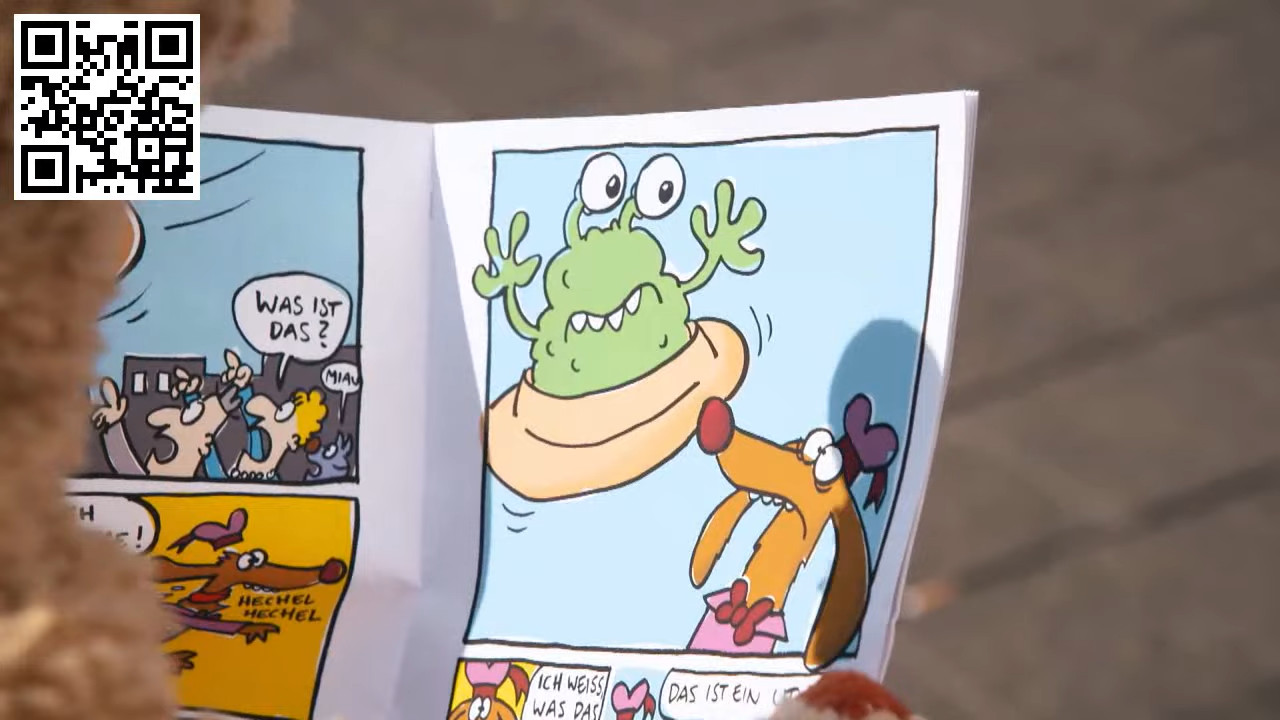 WAS IST
DAS?
MIAU
HECHEL
HECHEL
ICH WEISS
WAS DAS
DAS IST EIN